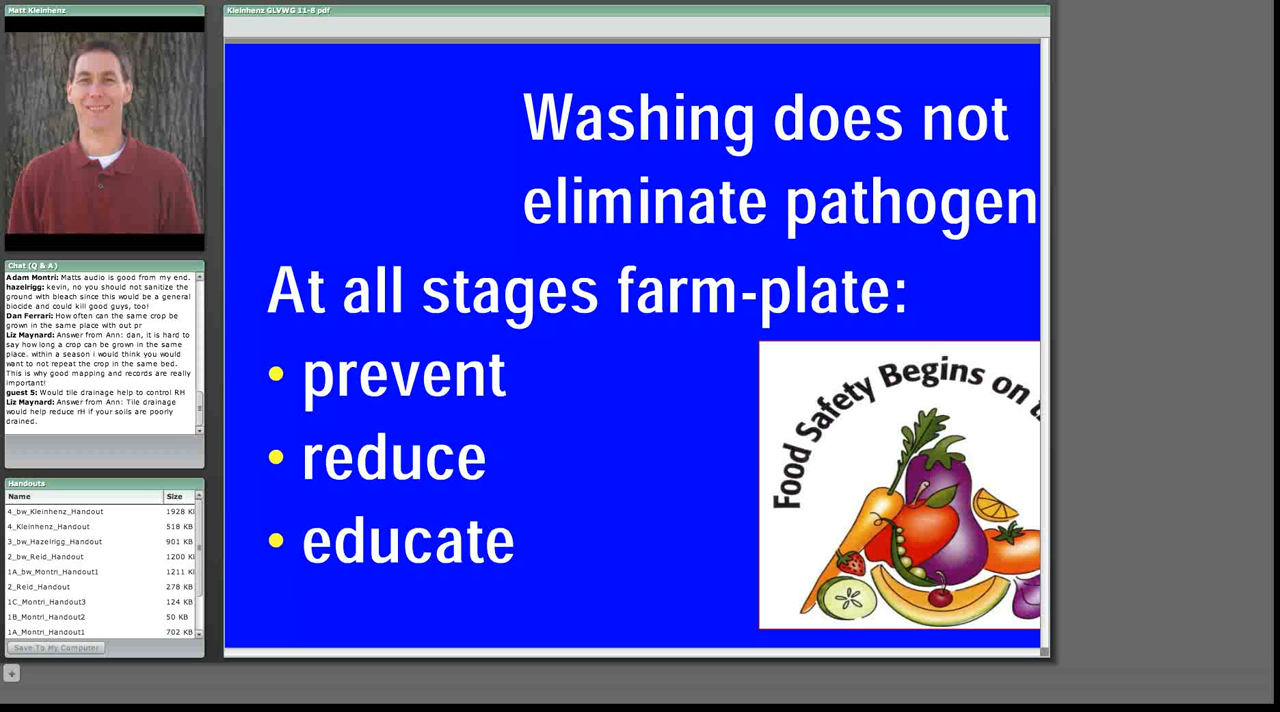 Matt Kleinhenz
Kleinhenz GLVWG 11-8 pdf
Washing does not
eliminate pathogen
At all stages farm-plate:
• prevent
• reduce
• educate
Food Safety Begins on
Chat (Q & A)
Adam Montri: Matts audio is good from my end.
hazelrigg: kevin, no you should not sanitize the
ground with bleach since this would be a general
biocide and could kill good guys, too!
Dan Ferrari: How often can the same crop be
grown in the same place with out pr
Liz Maynard: Answer from Ann: dan, it is hard to
say how long a crop can be grown in the same
place. within a season i would think you would
want to not repeat the crop in the same bed.
This is why good mapping and records are really
important!
guest 5: Would tile drainage help to control RH
Liz Maynard: Answer from Ann: Tile drainage
would help reduce rH if your soils are poorly
drained.
Handouts
Name Size
4_bw_Kleinhenz_Handout 1928 K
4_Kleinhenz_Handout 518 KB
3_bw_Hazelrigg_Handout 901 KB
2_bw_Reid_Handout 1200 K
1A_bw_Montri_Handout1 1211 K
2_Reid_Handout 278 KB
1C_Montri_Handout3 124 KB
1B_Montri_Handout2 50 KB
1A_Montri_Handout1 702 KB
Save To My Computer